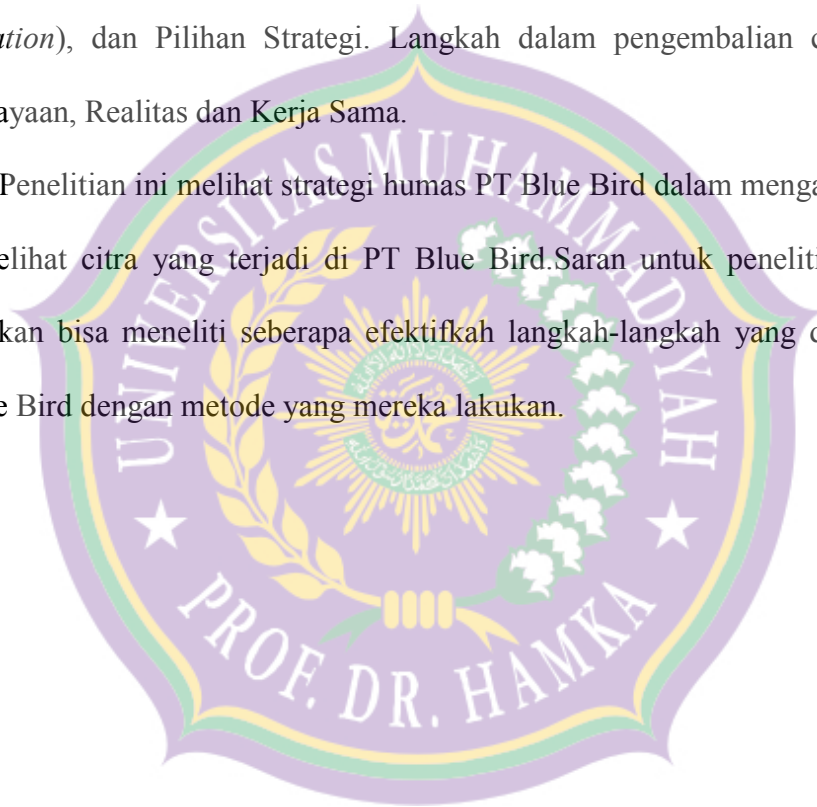 ation), dan Pilihan Strategi. Langkah dalam pengembalian c
ayaan, Realitas dan Kerja Sama.
Penelitian ini melihat strategi humas PT Blue Bird dalam menga
elihat citra yang terjadi di PT Blue Bird.Saran untuk peneliti
kan bisa meneliti seberapa efektifkah langkah-langkah yang d
e Bird dengan metode yang mereka lakukan.
UNIVERSITAS MUHAMMADIYAH
PROF. DR. HAMKA